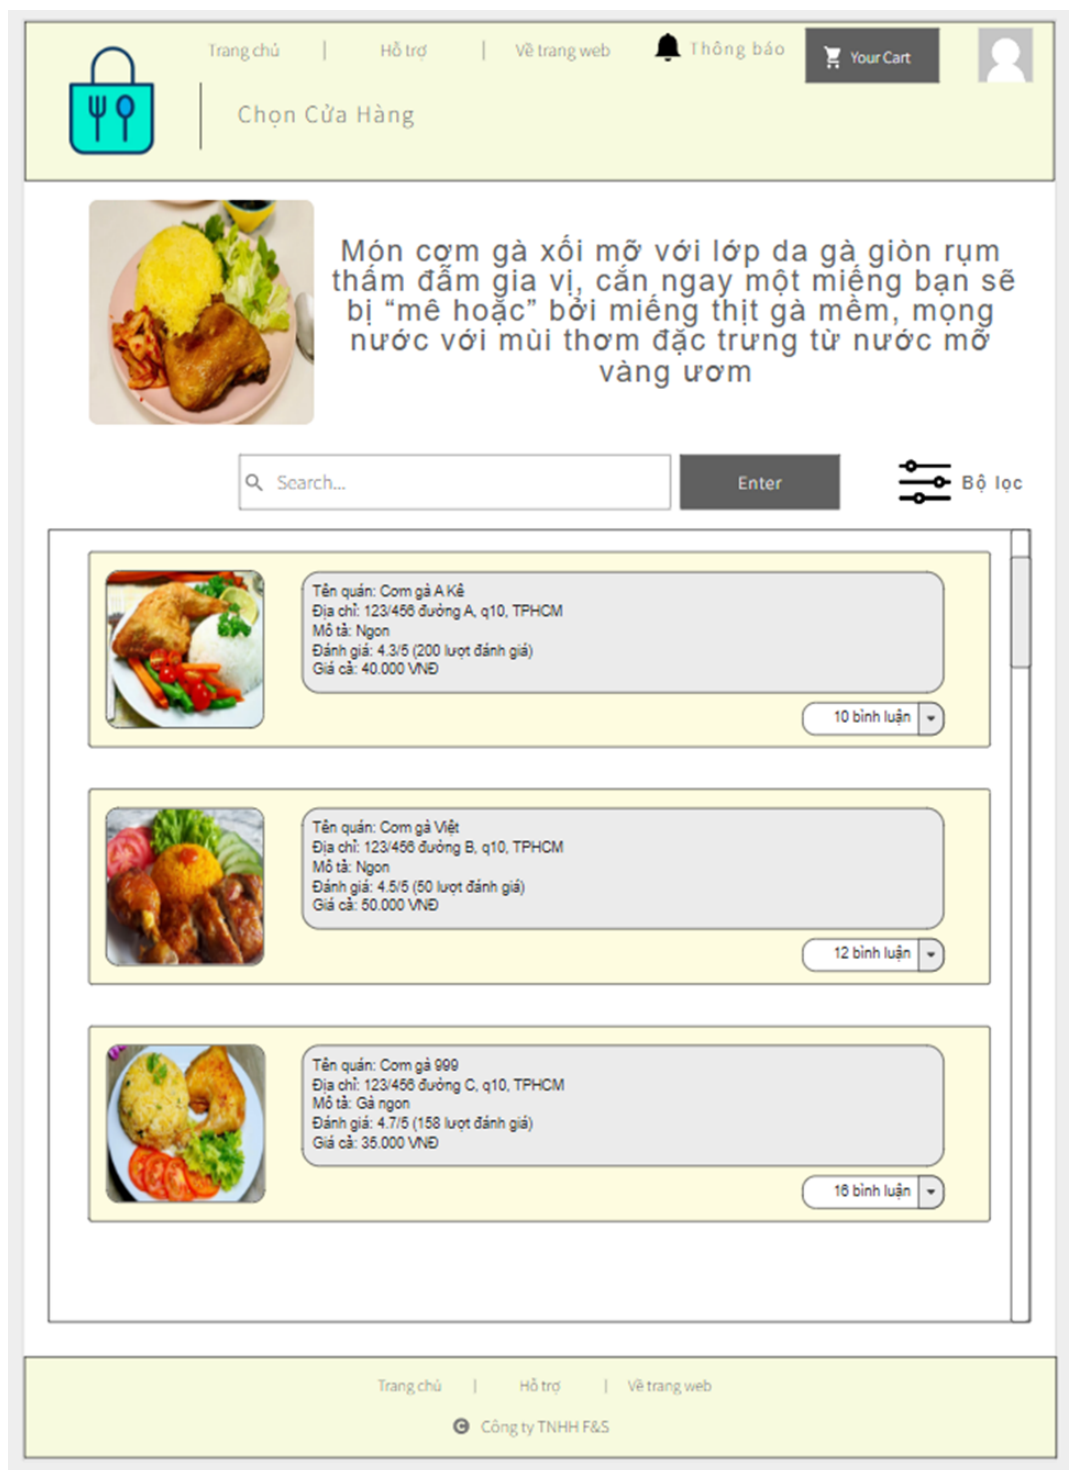 Trang chủ | Hỗ trợ | Về trang web Thông báo Your Cart
Chọn Cửa Hàng
Món cơm gà xối mỡ với lớp da gà giòn rụm
thấm đẫm gia vị, cắn ngay một miếng bạn sẽ
bị “mê hoặc” bởi miếng thịt gà mềm, mọng
nước với mùi thơm đặc trưng từ nước mỡ
vàng ươm
Search...
Enter
Bộ lọc
Tên quán: Cơm gà A Kê
Địa chỉ: 123/456 đường A, q10, TPHCM
Mô tả: Ngon
Đánh giá: 4.3/5 (200 lượt đánh giá)
Giá cả: 40.000 VNĐ
10 bình luận
Tên quán: Cơm gà Việt
Địa chỉ: 123/456 đường B, q10, TPHCM
Mô tả: Ngon
Đánh giá: 4.5/5 (50 lượt đánh giá)
Giá cả: 50.000 VNĐ
12 bình luận
Tên quán: Cơm gà 999
Địa chỉ: 123/456 đường C, q10, TPHCM
Mô tả: Gà ngon
Đánh giá: 4.7/5 (158 lượt đánh giá)
Giá cả: 35.000 VNĐ
16 bình luận
Trang chủ | Hỗ trợ | Về trang web
© Công ty TNHH F&S